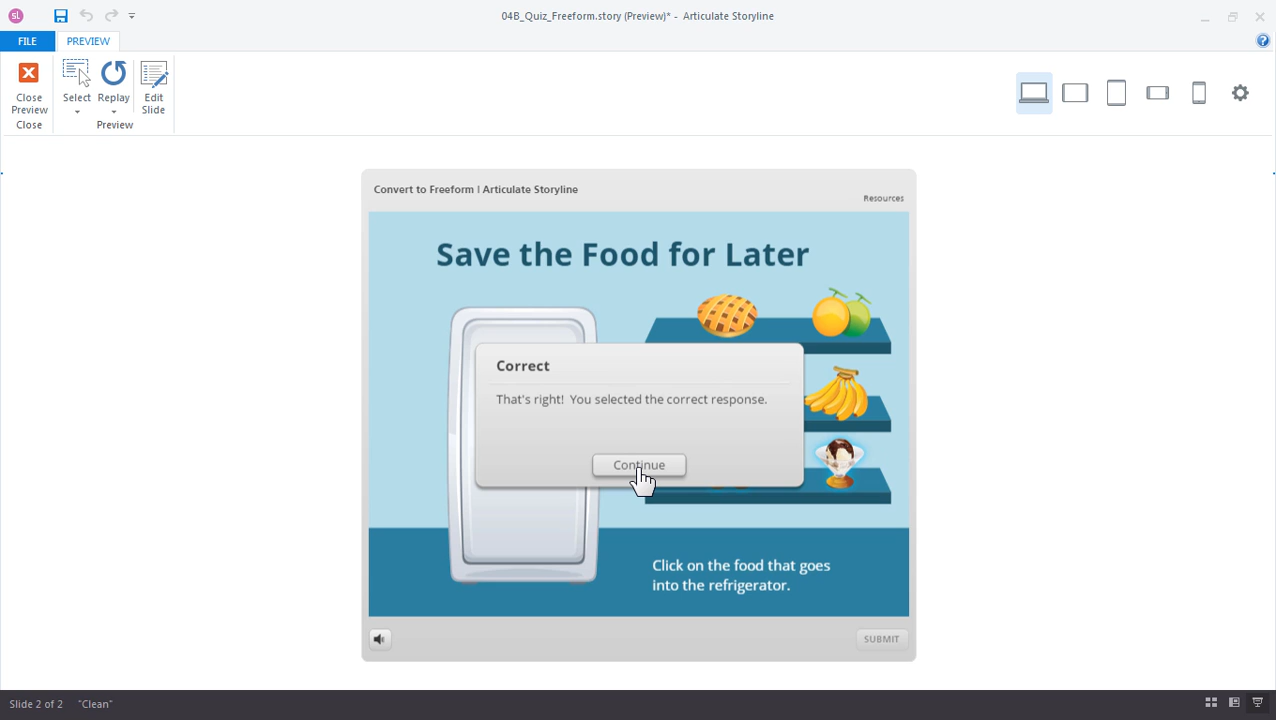 sl
04B_Quiz_Freeform.story (Preview)* - Articulate Storyline
FILE
PREVIEW
?
Close
Preview
Select
Replay
Edit
Slide
Close
Preview
Convert to Freeform | Articulate Storyline
Resources
Save the Food for Later
Correct
That's right! You selected the correct response.
Continue
Click on the food that goes
into the refrigerator.
SUBMIT
Slide 2 of 2 "Clean"